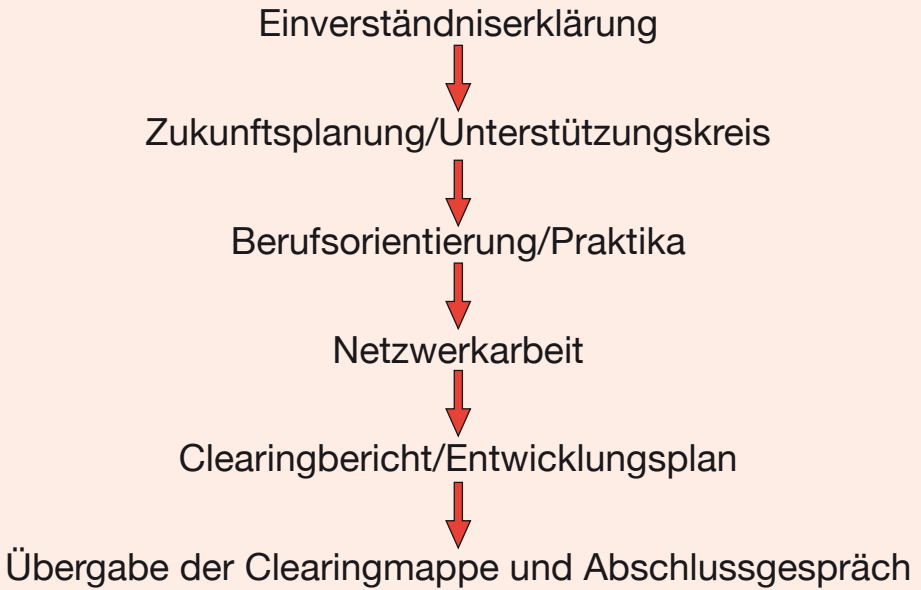 Einverständniserklärung
Zukunftsplanung/Unterstützungskreis
Berufsorientierung/Praktika
Netzwerkarbeit
Clearingbericht/Entwicklungsplan
Übergabe der Clearingmappe und Abschlussgespräch